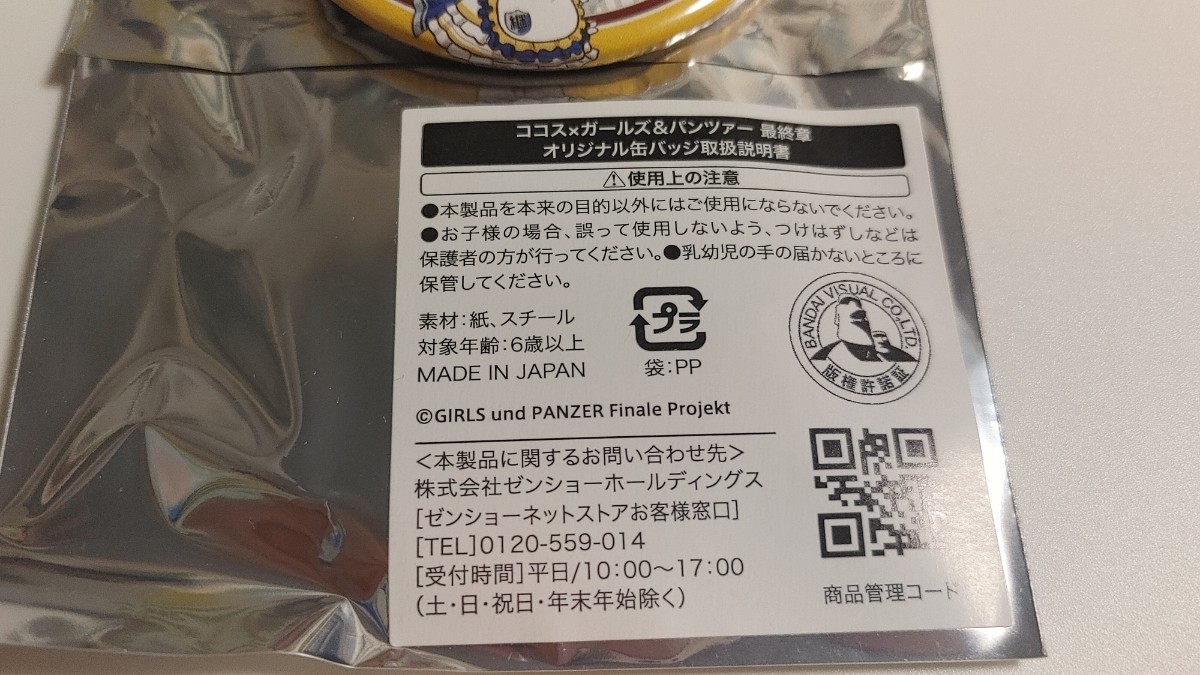 ココス×ガールズ&パンツァー 最終章
オリジナル缶バッジ取扱説明書
⚠使用上の注意
●本製品を本来の目的以外にはご使用にならないでください。
●お子様の場合、誤って使用しないよう、つけはずしなどは
保護者の方が行ってください。●乳幼児の手の届かないところに
保管してください。
素材:紙、スチール
対象年齢:6歳以上
MADE IN JAPAN
プラ
袋:PP
BANDAI VISUAL CO.,LTD.
版権許諾証
©GIRLS und PANZER Finale Projekt
<本製品に関するお問い合わせ先>
株式会社ゼンショーホールディングス
[ゼンショーネットストアお客様窓口]
[TEL]0120-559-014
[受付時間]平日/10:00~17:00
(土・日・祝日・年末年始除く)
商品管理コード